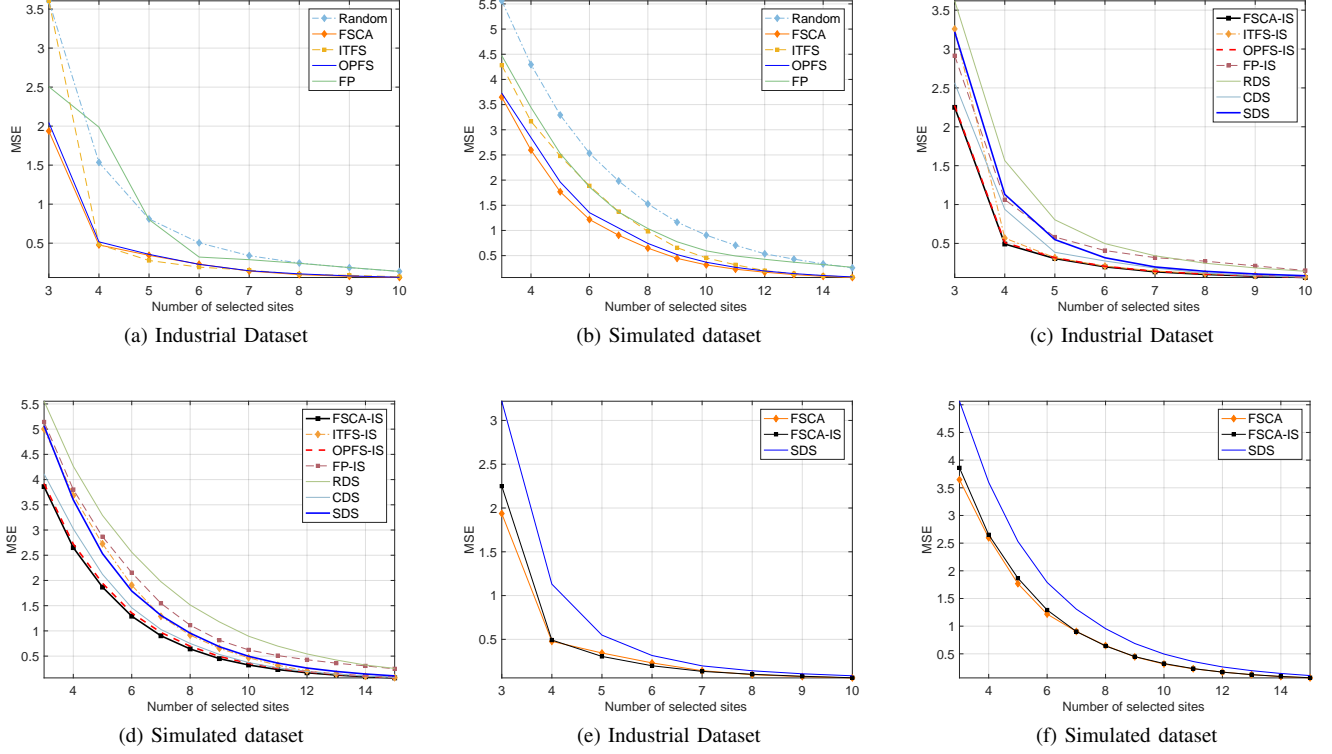 3.5
3
2.5
2
1.5
1
0.5
MSE
3 4 5 6 7 8 9 10
Number of selected sites
Random
FSCA
ITFS
OPFS
FP
(a) Industrial Dataset
5.5
5
4.5
4
3.5
3
2.5
2
1.5
1
0.5
MSE
4 6 8 10 12 14
Number of selected sites
Random
FSCA
ITFS
OPFS
FP
(b) Simulated dataset
3.5
3
2.5
2
1.5
1
0.5
MSE
3 4 5 6 7 8 9 10
Number of selected sites
FSCA-IS
ITFS-IS
OPFS-IS
FP-IS
RDS
CDS
SDS
(c) Industrial Dataset
5.5
5
4.5
4
3.5
3
2.5
2
1.5
1
0.5
MSE
4 6 8 10 12 14
Number of selected sites
FSCA-IS
ITFS-IS
OPFS-IS
FP-IS
RDS
CDS
SDS
(d) Simulated dataset
3
2.5
2
1.5
1
0.5
MSE
3 4 5 6 7 8 9 10
Number of selected sites
FSCA
FSCA-IS
SDS
(e) Industrial Dataset
5
4.5
4
3.5
3
2.5
2
1.5
1
0.5
MSE
4 6 8 10 12 14
Number of selected sites
FSCA
FSCA-IS
SDS
(f) Simulated dataset